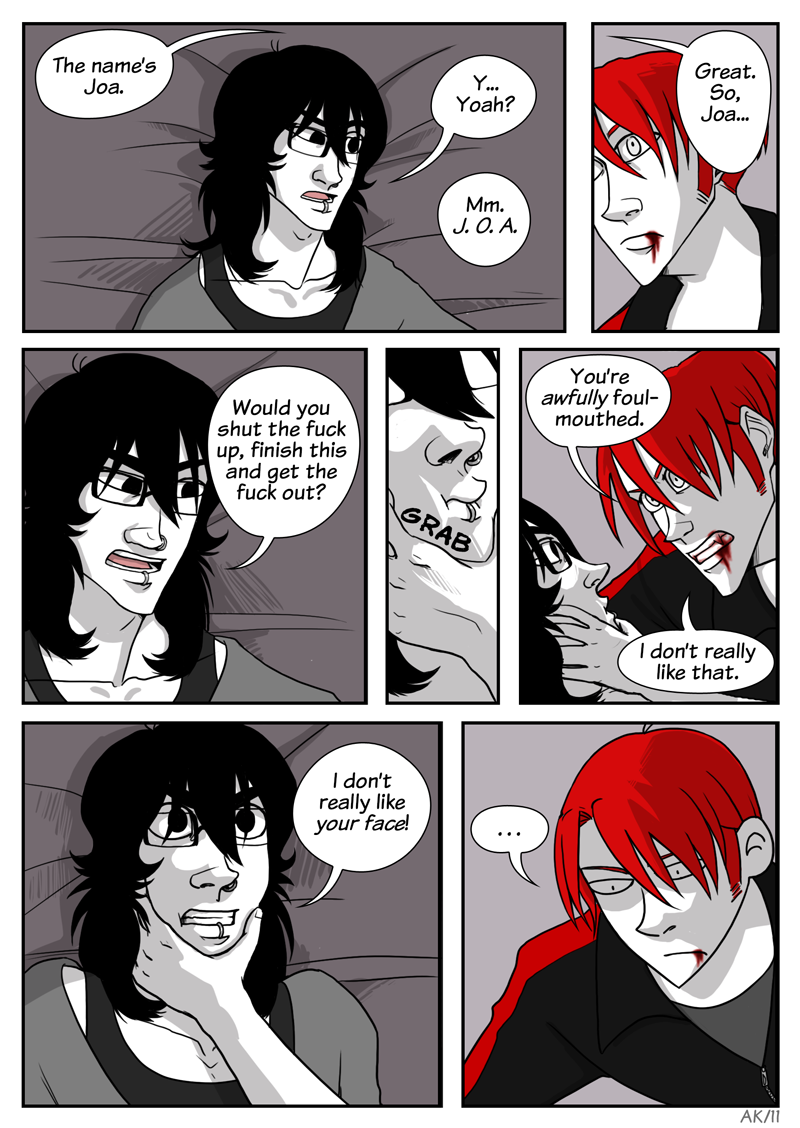 The name's
Joa.
Y...
Yoah?
Mm.
J. O. A.
Great.
So,
Joa...
Would you
shut the fuck
up, finish this
and get the
fuck out?
GRAB
You're
awfully foul-
mouthed.
I don't really
like that.
I don't
really like
your face!
...
AK/11